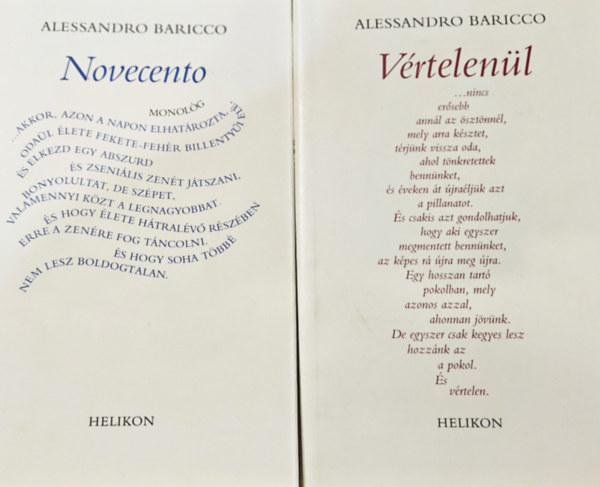 ALESSANDRO BARICCO
Novecento
MONOLÓG
...AKKOR, AZON A NAPON ELHATÁROZTA,
ODAÜL ÉLETE FEKETE-FEHÉR BILLENTYŰI ELÉ
ÉS ELKEZD EGY ABSZURD
ÉS ZSENIÁLIS ZENÉT JÁTSZANI,
BONYOLULTAT, DE SZÉPET,
VALAMENNYI KÖZT A LEGNAGYOBBAT.
ÉS HOGY ÉLETE HÁTRALÉVŐ RÉSZÉBEN
ERRE A ZENÉRE FOG TÁNCOLNI.
ÉS HOGY SOHA TÖBBÉ
NEM LESZ BOLDOGTALAN.
HELIKON
ALESSANDRO BARICCO
Vértelenül
...nincs
erősebb
annál az ösztönnél,
mely arra késztet,
térjünk vissza oda,
ahol tönkretettek
bennünket,
és éveken át újraéljük azt
a pillanatot.
És csakis azt gondolhatjuk,
hogy aki egyszer
megmentett bennünket,
az képes rá újra meg újra.
Egy hosszan tartó
pokolban, mely
azonos azzal,
ahonnan jövünk.
De egyszer csak kegyes lesz
hozzánk az
a pokol.
És
vértelen.
HELIKON